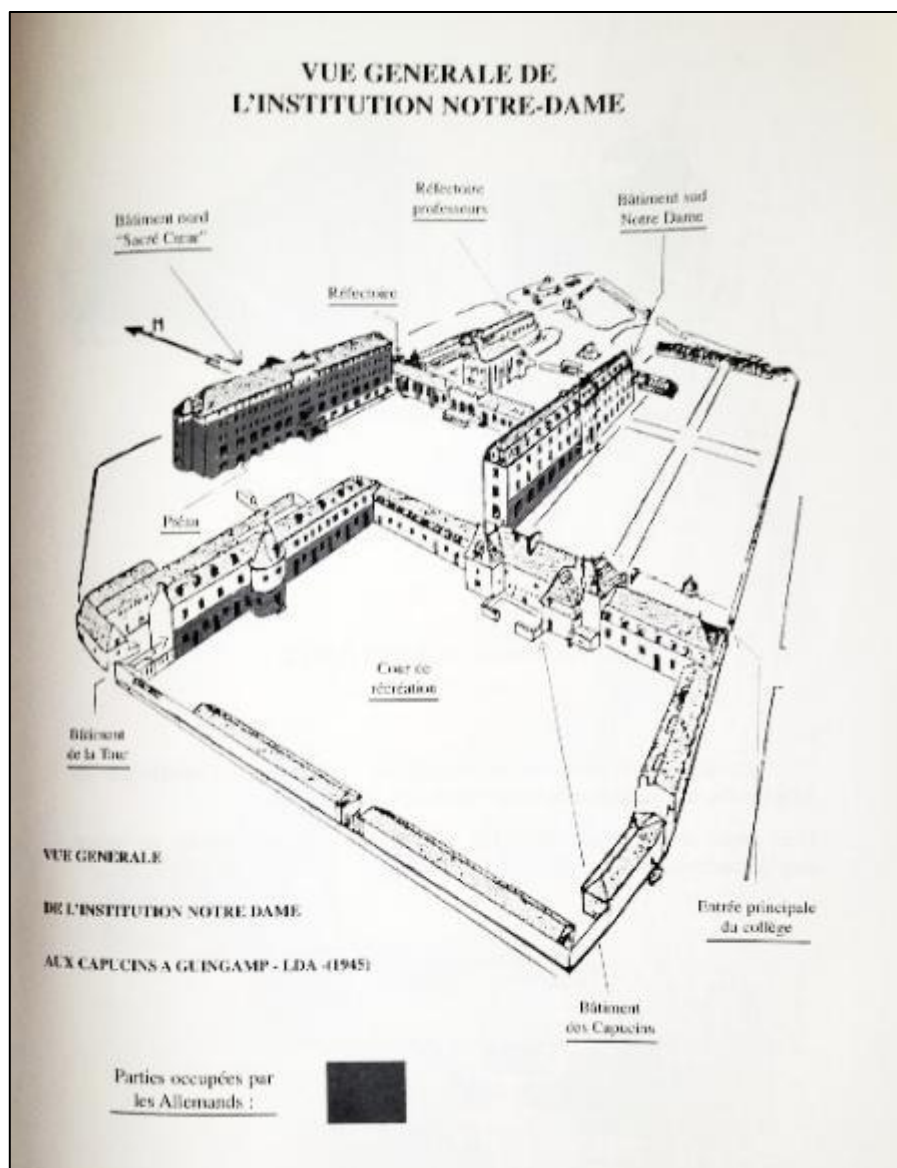 VUE GENERALE DE
L'INSTITUTION NOTRE-DAME
Bâtiment nord
"Sacré Cœur"
Réfectoire
professeurs
Bâtiment sud
Notre Dame
Réfectoire
Préau
Cour de
récréation
Bâtiment
de la Tour
VUE GENERALE
DE L'INSTITUTION NOTRE DAME
AUX CAPUCINS A GUINGAMP - LDA -(1945)
Entrée principale
du collège
Bâtiment
des Capucins
Parties occupées par
les Allemands :